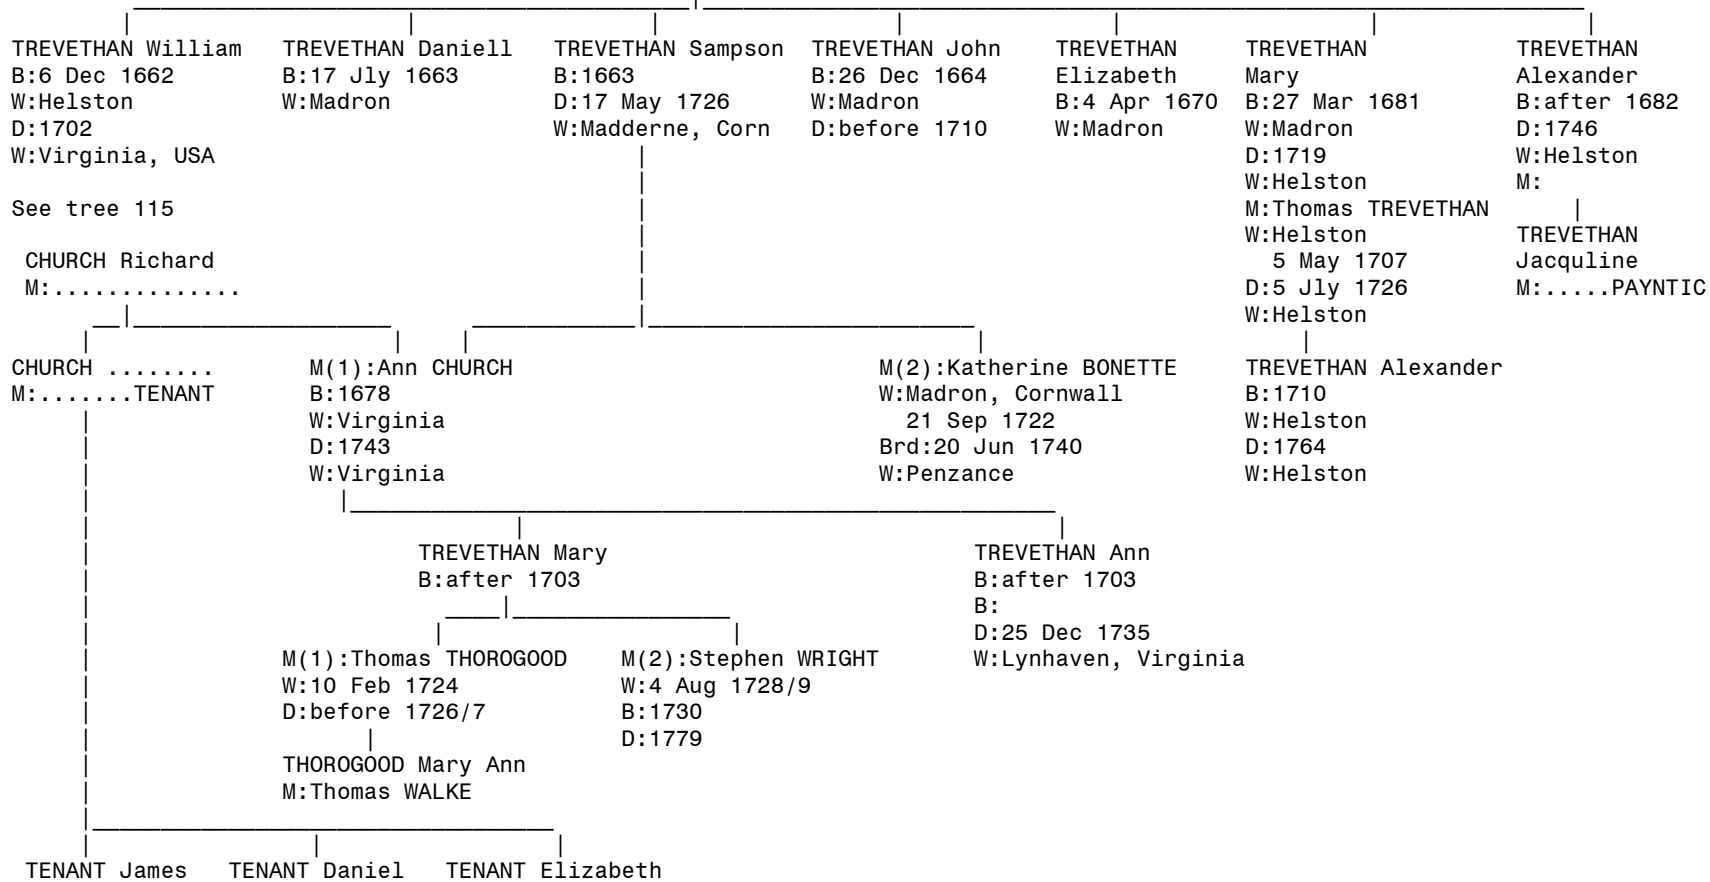 TREVETHAN William   TREVETHAN Daniell   TREVETHAN Sampson   TREVETHAN John   TREVETHAN   TREVETHAN   TREVETHAN
B:6 Dec 1662   B:17 Jly 1663   B:1663   B:26 Dec 1664   Elizabeth   Mary   Alexander
W:Helston   W:Madron   D:17 May 1726   W:Madron   B:4 Apr 1670   B:27 Mar 1681   B:after 1682
D:1702   W:Madderne, Corn   D:before 1710   W:Madron   W:Madron   D:1746
W:Virginia, USA   D:1719   W:Helston
W:Helston   M:
See tree 115   M:Thomas TREVETHAN
W:Helston   TREVETHAN
CHURCH Richard   5 May 1707   Jacquline
M:..............   D:5 Jly 1726   M:.....PAYNTIC
W:Helston
CHURCH ........   M(1):Ann CHURCH   M(2):Katherine BONETTE   TREVETHAN Alexander
M:.......TENANT   B:1678   W:Madron, Cornwall   B:1710
W:Virginia   21 Sep 1722   W:Helston
D:1743   Brd:20 Jun 1740   D:1764
W:Virginia   W:Penzance   W:Helston
TREVETHAN Mary   TREVETHAN Ann
B:after 1703   B:after 1703
B:
D:25 Dec 1735
M(1):Thomas THOROGOOD   M(2):Stephen WRIGHT   W:Lynhaven, Virginia
W:10 Feb 1724   W:4 Aug 1728/9
D:before 1726/7   B:1730
D:1779
THOROGOOD Mary Ann
M:Thomas WALKE
TENANT James   TENANT Daniel   TENANT Elizabeth